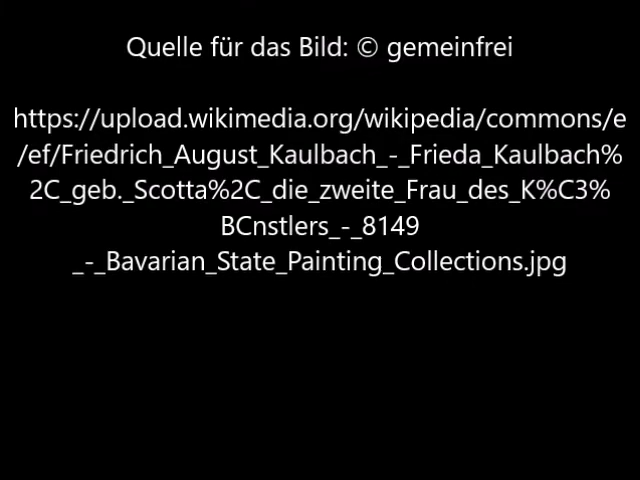 Quelle für das Bild: © gemeinfrei
https://upload.wikimedia.org/wikipedia/commons/e
/ef/Friedrich_August_Kaulbach_-_Frieda_Kaulbach%
2C_geb._Scotta%2C_die_zweite_Frau_des_K%C3%
BCnstlers_-_8149
_-_Bavarian_State_Painting_Collections.jpg